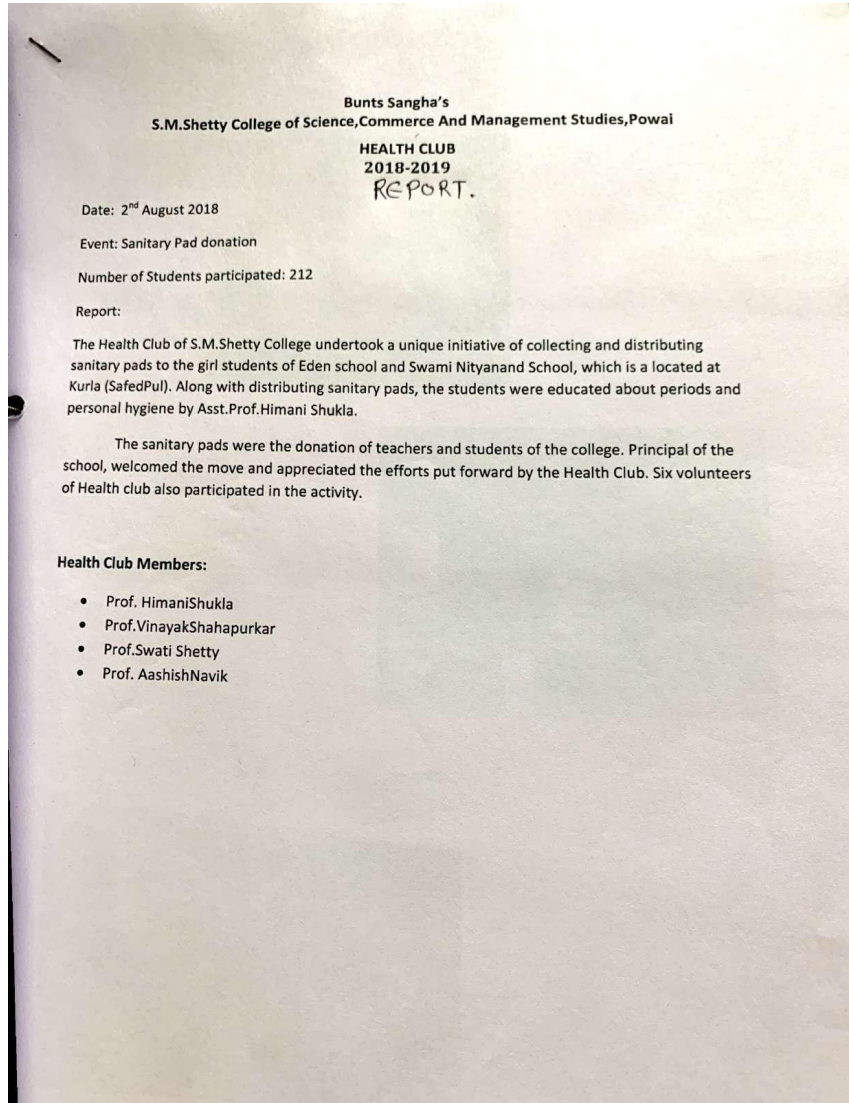 Bunts Sangha's
S.M.Shetty College of Science,Commerce And Management Studies,Powai
HEALTH CLUB
2018-2019
REPORT.
Date: 2nd August 2018
Event: Sanitary Pad donation
Number of Students participated: 212
Report:
The Health Club of S.M.Shetty College undertook a unique initiative of collecting and distributing
sanitary pads to the girl students of Eden school and Swami Nityanand School, which is a located at
Kurla (SafedPul). Along with distributing sanitary pads, the students were educated about periods and
personal hygiene by Asst.Prof.Himani Shukla.
The sanitary pads were the donation of teachers and students of the college. Principal of the
school, welcomed the move and appreciated the efforts put forward by the Health Club. Six volunteers
of Health club also participated in the activity.
Health Club Members:
• Prof. HimaniShukla
• Prof.VinayakShahapurkar
• Prof.Swati Shetty
• Prof. AashishNavik